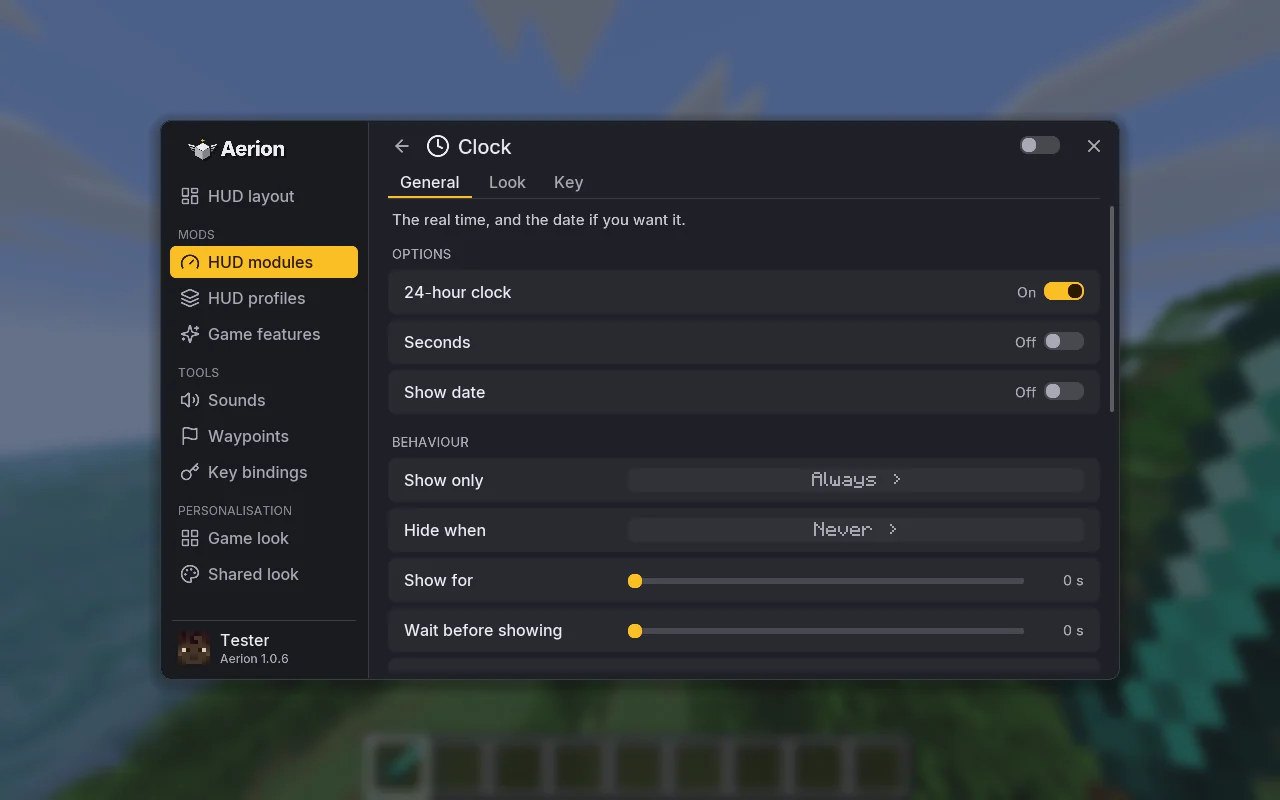 Aerion
HUD layout
MODS
HUD modules
HUD profiles
Game features
TOOLS
Sounds
Waypoints
Key bindings
PERSONALISATION
Game look
Shared look
Tester
Aerion 1.0.6
Clock
General Look Key
The real time, and the date if you want it.
OPTIONS
24-hour clock On
Seconds Off
Show date Off
BEHAVIOUR
Show only Always >
Hide when Never >
Show for 0 s
Wait before showing 0 s